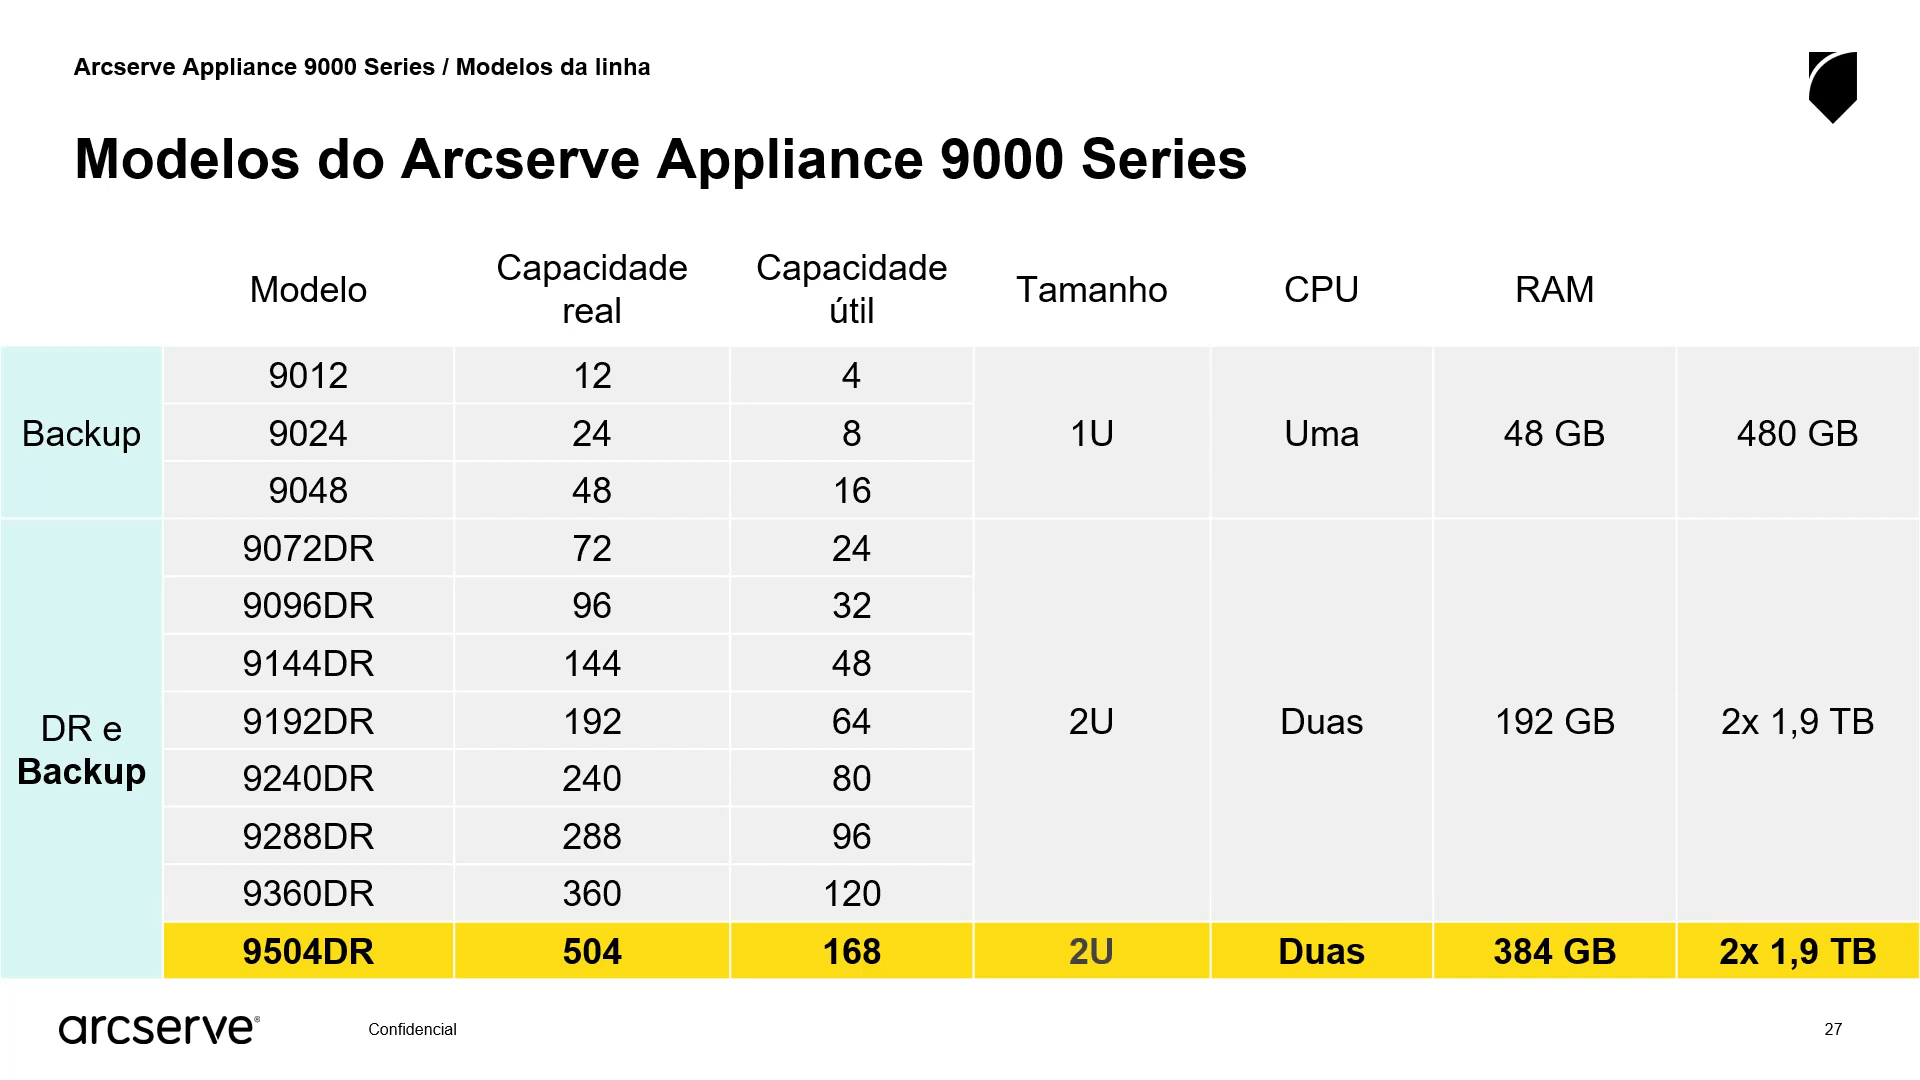 Arcserve Appliance 9000 Series / Modelos da linha
Modelos do Arcserve Appliance 9000 Series
Modelo Capacidade real Capacidade útil Tamanho CPU RAM
Backup 9012 12 4 1U Uma 48 GB 480 GB
9024 24 8
9048 48 16
DR e Backup 9072DR 72 24 2U Duas 192 GB 2x 1,9 TB
9096DR 96 32
9144DR 144 48
9192DR 192 64
9240DR 240 80
9288DR 288 96
9360DR 360 120
9504DR 504 168 2U Duas 384 GB 2x 1,9 TB
arcserve® Confidencial 27